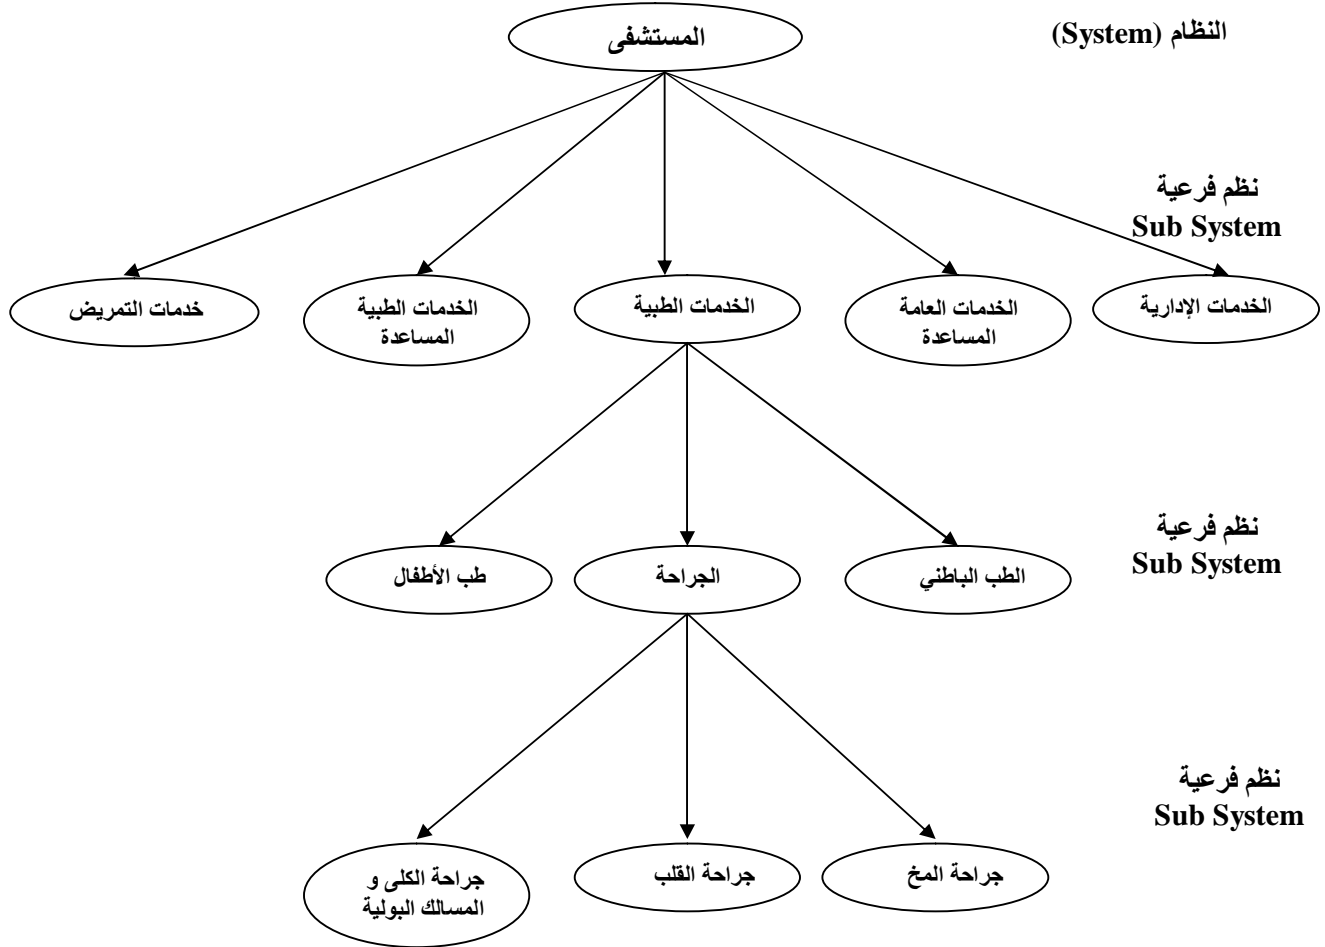 النظام (System)
المستشفى
نظم فرعية
Sub System
الخدمات الإدارية
الخدمات العامة
المساعدة
الخدمات الطبية
الخدمات الطبية
المساعدة
خدمات التمريض
نظم فرعية
Sub System
الطب الباطني
الجراحة
طب الأطفال
نظم فرعية
Sub System
جراحة المخ
جراحة القلب
جراحة الكلى و
المسالك البولية